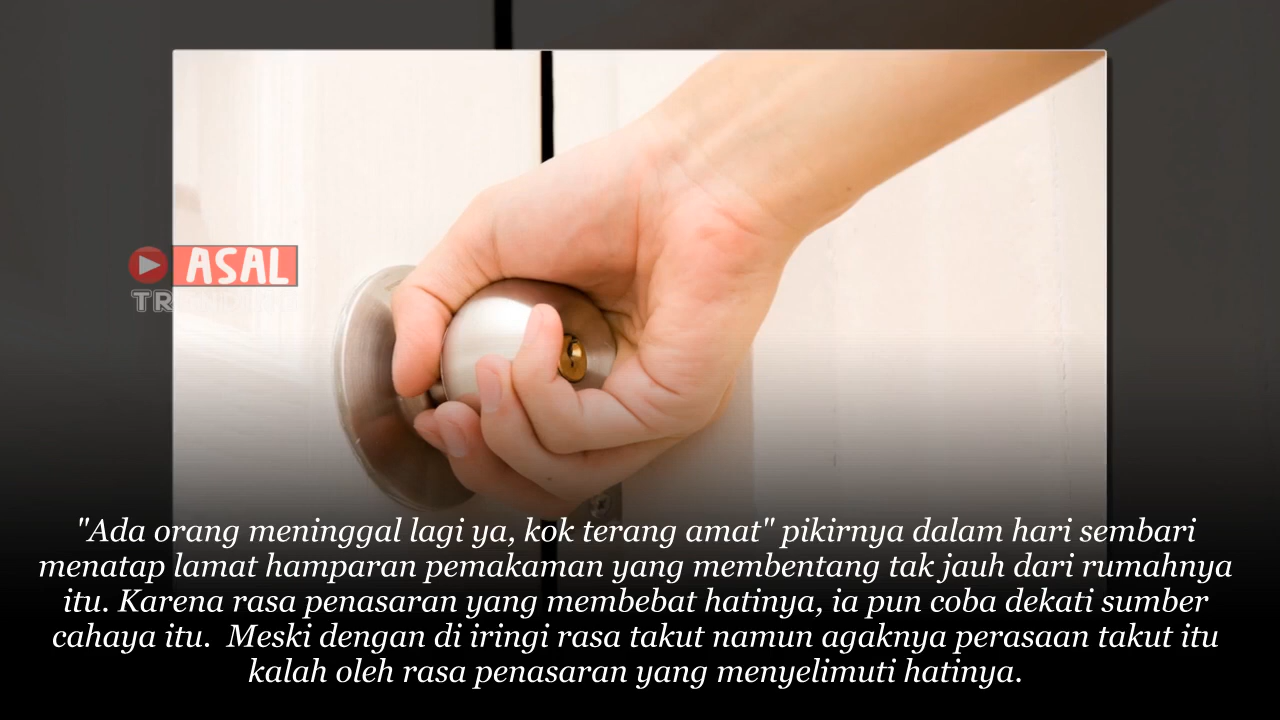 ASAL
TR
"Ada orang meninggal lagi ya, kok terang amat" pikirnya dalam hari sembari
menatap lamat hamparan pemakaman yang membentang tak jauh dari rumahnya
itu. Karena rasa penasaran yang membebat hatinya, ia pun coba dekati sumber
cahaya itu.  Meski dengan di iringi rasa takut namun agaknya perasaan takut itu
kalah oleh rasa penasaran yang menyelimuti hatinya.